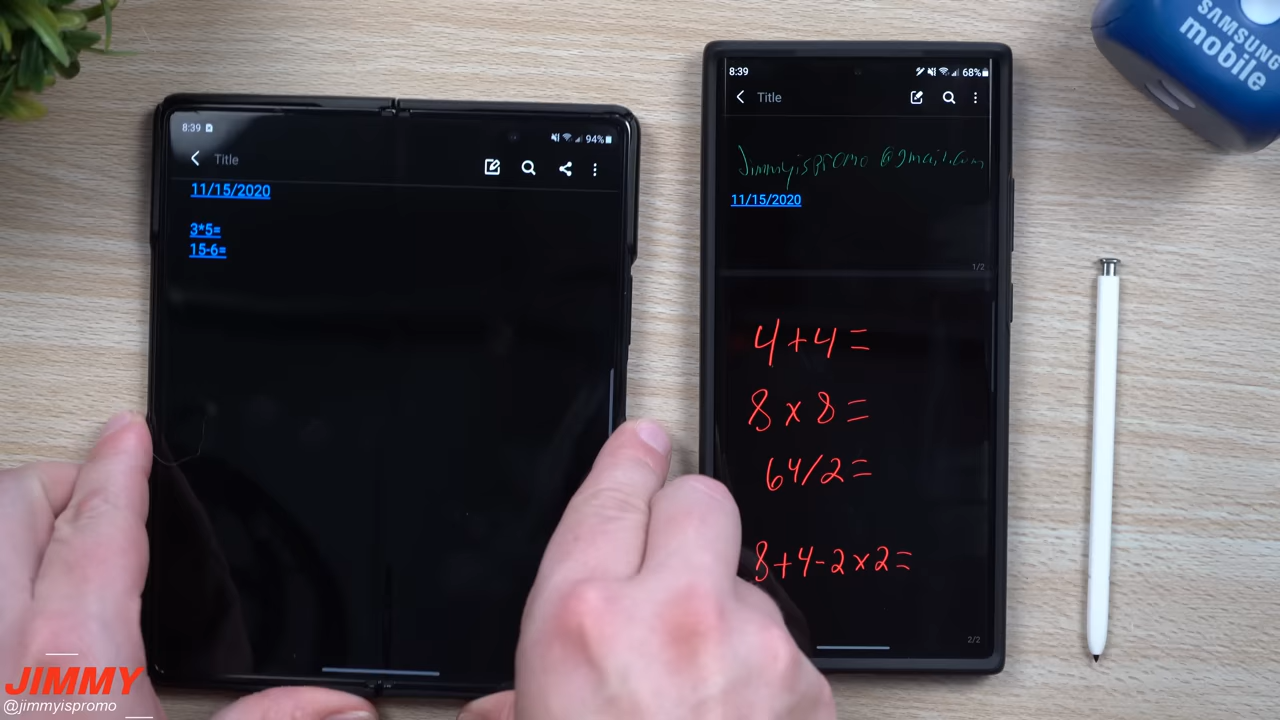 8:39
94%
Title
11/15/2020
3*5=
15-6=
8:39
68%
Title
Jimmyispromo@gmail.com
11/15/2020
1/2
4+4=
8x8=
64/2=
8+4-2x2=
2/2
SAMSUNG
mobile
JIMMY
@jimmyispromo